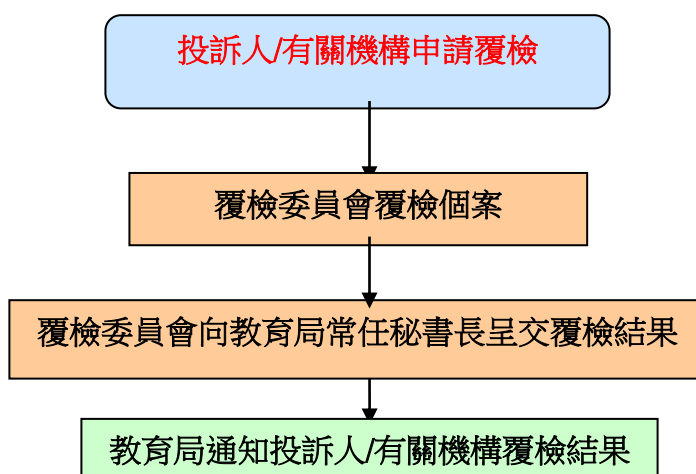 投訴人/有關機構申請覆檢
覆檢委員會覆檢個案
覆檢委員會向教育局常任秘書長呈交覆檢結果
教育局通知投訴人/有關機構覆檢結果